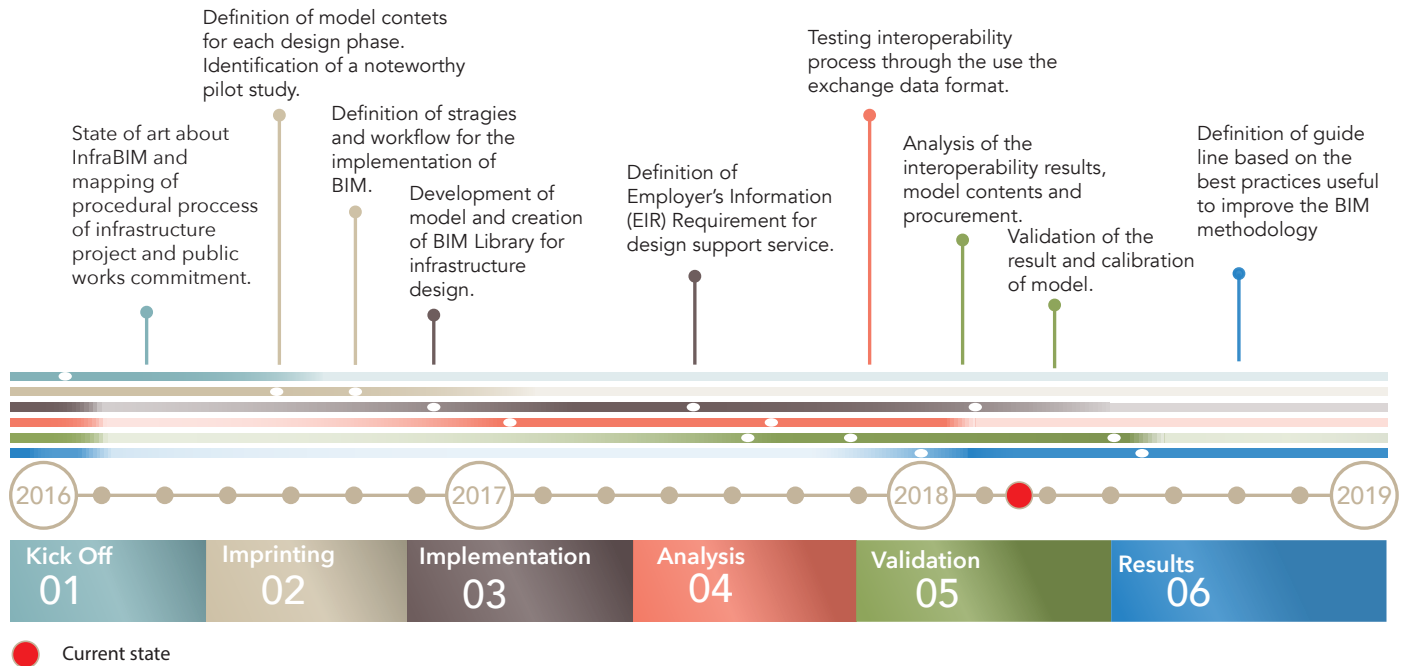 Definition of model contets
for each design phase.
Identification of a noteworthy
pilot study.
Testing interoperability
process through the use the
exchange data format.
State of art about
InfraBIM and
mapping of
procedural proccess
of infrastructure
project and public
works commitment.
Definition of stragies
and workflow for the
implementation of
BIM.
Development of
model and creation
of BIM Library for
infrastructure
design.
Definition of
Employer's Information
(EIR) Requirement for
design support service.
Analysis of the
interoperability results,
model contents and
procurement.
Validation of the
result and calibration
of model.
Definition of guide
line based on the
best practices useful
to improve the BIM
methodology
2016
2017
2018
2019
Kick Off
01
Imprinting
02
Implementation
03
Analysis
04
Validation
05
Results
06
Current state